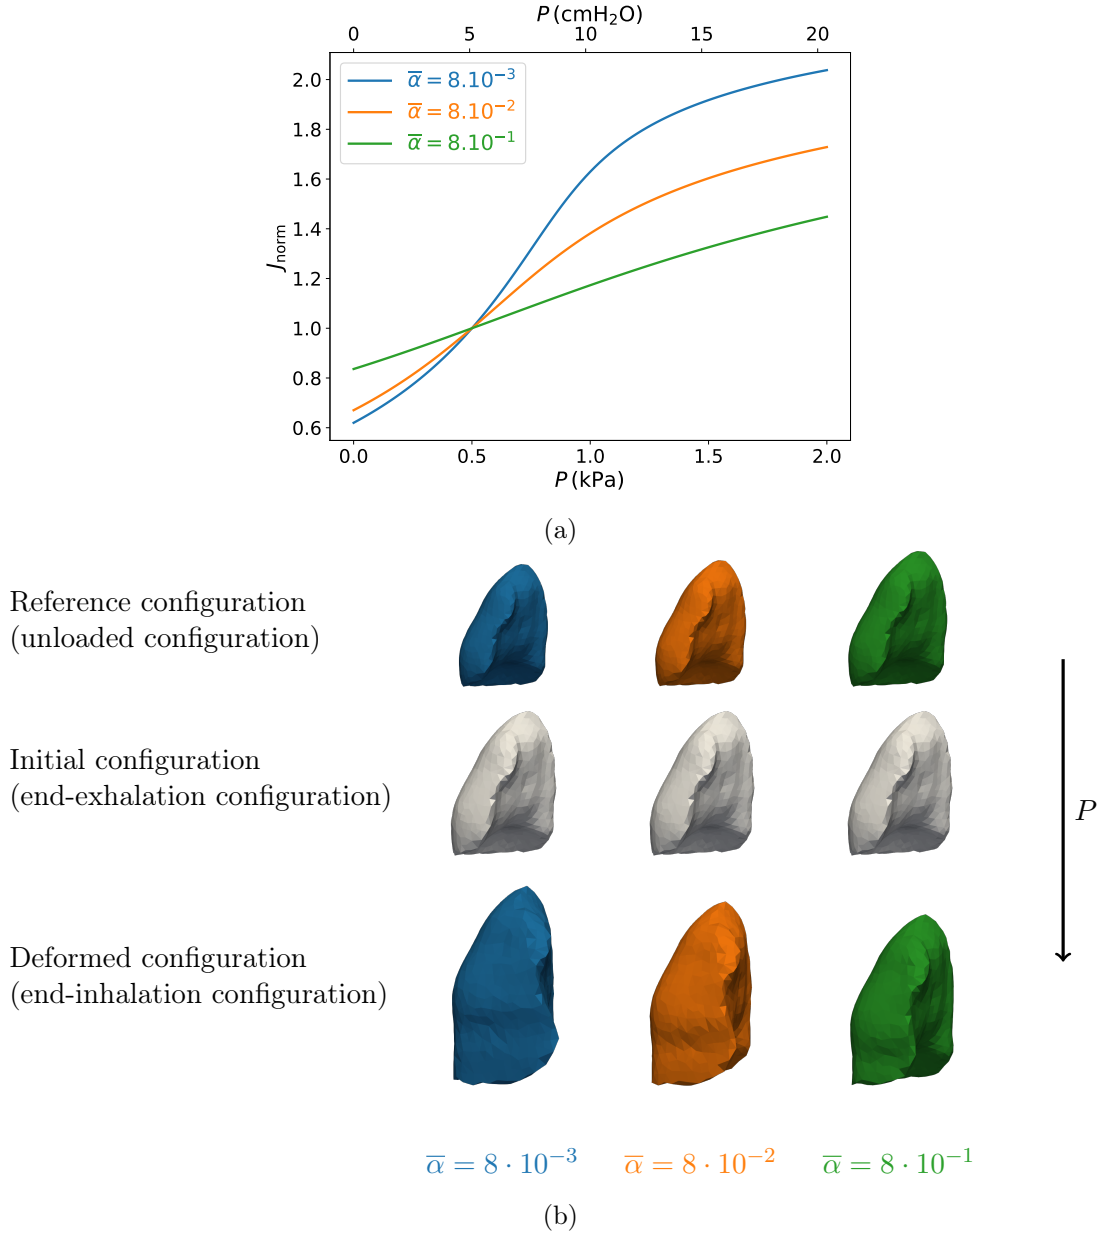 P (cmH₂O)
0 5 10 15 20
2.0
1.8
1.6
1.4
1.2
1.0
0.8
0.6
J_norm
α̅ = 8.10⁻³
α̅ = 8.10⁻²
α̅ = 8.10⁻¹
0.0 0.5 1.0 1.5 2.0
P (kPa)
(a)
Reference configuration
(unloaded configuration)
Initial configuration
(end-exhalation configuration)
P
Deformed configuration
(end-inhalation configuration)
α̅ = 8 · 10⁻³ α̅ = 8 · 10⁻² α̅ = 8 · 10⁻¹
(b)